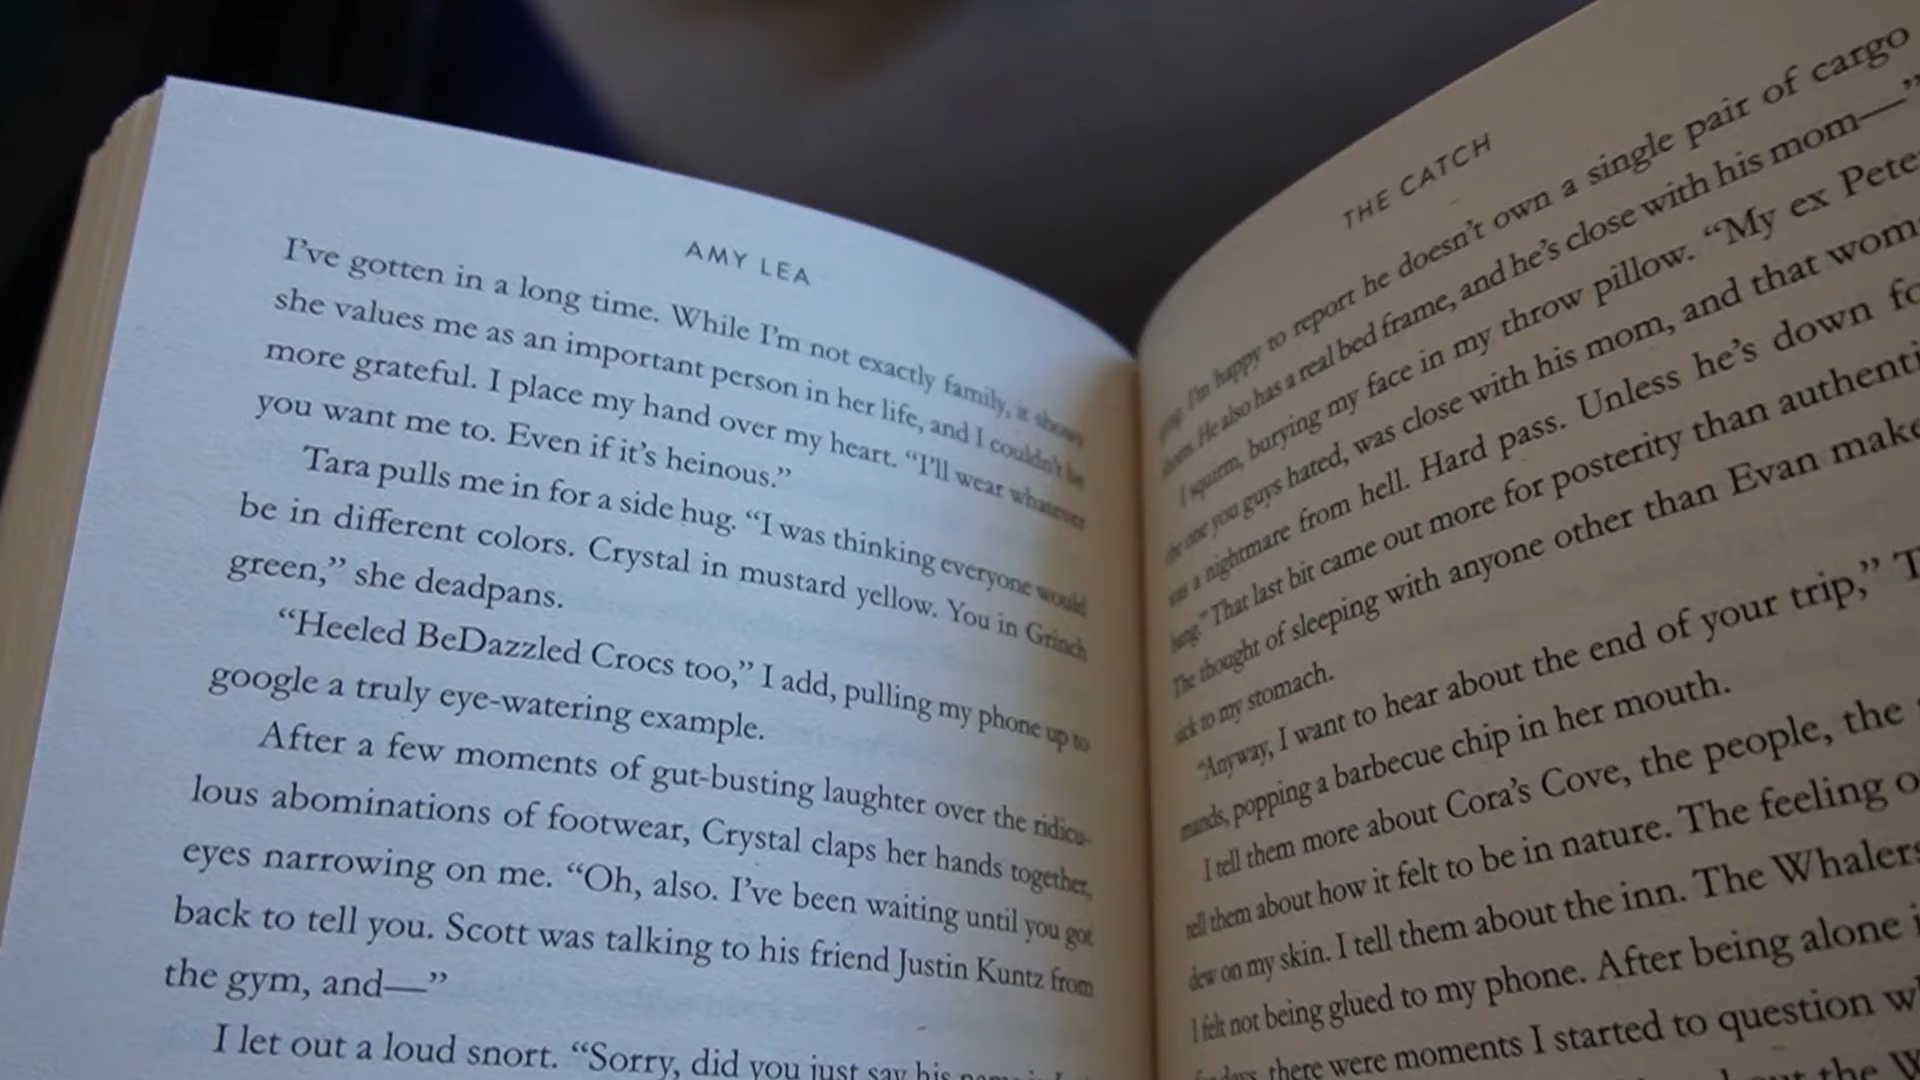 AMY LEA
I've gotten in a long time. While I'm not exactly family, it shows
she values me as an important person in her life, and I couldn't be
more grateful. I place my hand over my heart. “I'll wear whatever
you want me to. Even if it's heinous.”
Tara pulls me in for a side hug. “I was thinking everyone would
be in different colors. Crystal in mustard yellow. You in Grinch
green,” she deadpans.
“Heeled BeDazzled Crocs too,” I add, pulling my phone up to
google a truly eye-watering example.
After a few moments of gut-busting laughter over the ridicu-
lous abominations of footwear, Crystal claps her hands together,
eyes narrowing on me. “Oh, also. I've been waiting until you got
back to tell you. Scott was talking to his friend Justin Kuntz from
the gym, and—”
I let out a loud snort. “Sorry, did you just say his
THE CATCH
I'm happy to report he doesn't own a single pair of cargo
He also has a real bed frame, and he's close with his mom—”
I squirm, burying my face in my throw pillow. “My ex Pete
the one you guys hated, was close with his mom, and that
was a nightmare from hell. Hard pass. Unless he's down
hang.” That last bit came out more for posterity than
The thought of sleeping with anyone other than Evan
sick to my stomach.
“Anyway, I want to hear about the end of your trip,”
mands, popping a barbecue chip in her mouth.
I tell them more about Cora's Cove, the people, the
tell them about how it felt to be in nature. The feeling
dew on my skin. I tell them about the inn. The Whalers
I felt not being glued to my phone. After being alone
there were moments I started to question
the